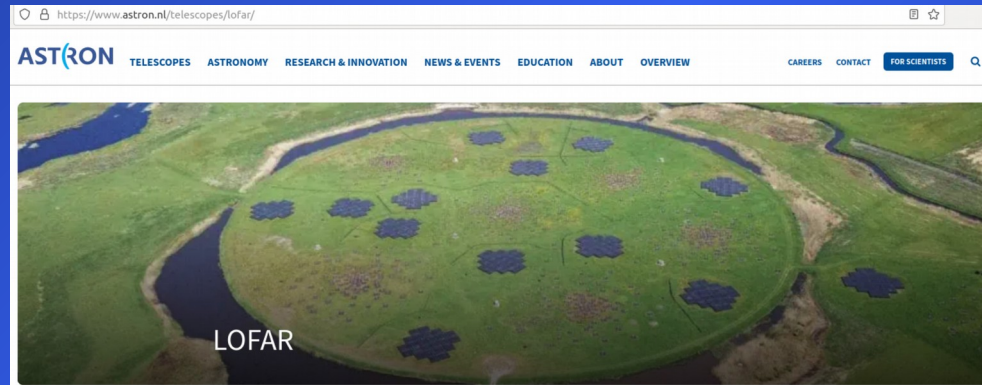 https://www.astron.nl/telescopes/lofar/
ASTRON TELESCOPES ASTRONOMY RESEARCH & INNOVATION NEWS & EVENTS EDUCATION ABOUT OVERVIEW CAREERS CONTACT FOR SCIENTISTS
LOFAR